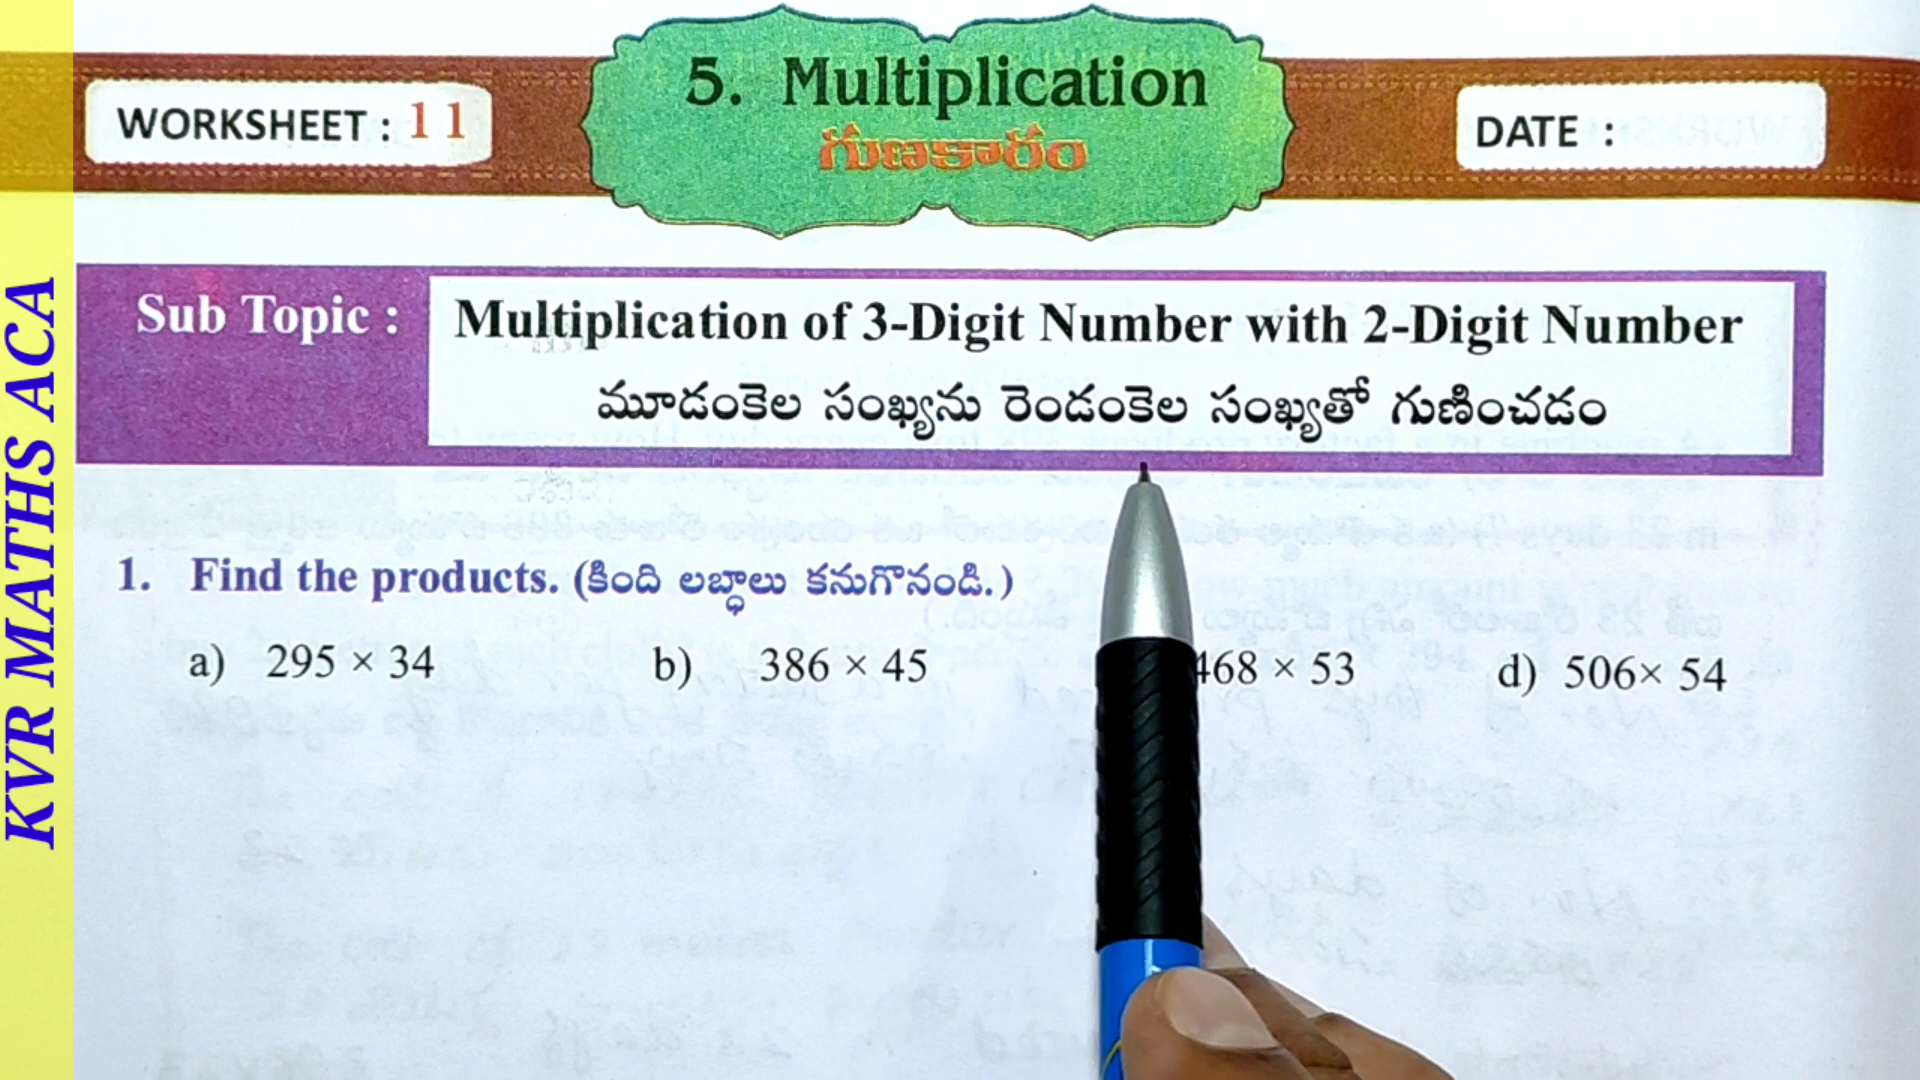 WORKSHEET : 11
5. Multiplication
గుణకారం
DATE :
Sub Topic :
Multiplication of 3-Digit Number with 2-Digit Number
మూడంకెల సంఖ్యను రెండంకెల సంఖ్యతో గుణించడం
1. Find the products. (కింది లబ్ధాలు కనుగొనండి.)
a) 295 × 34 b) 386 × 45 468 × 53 d) 506× 54
KVR MATHS ACA